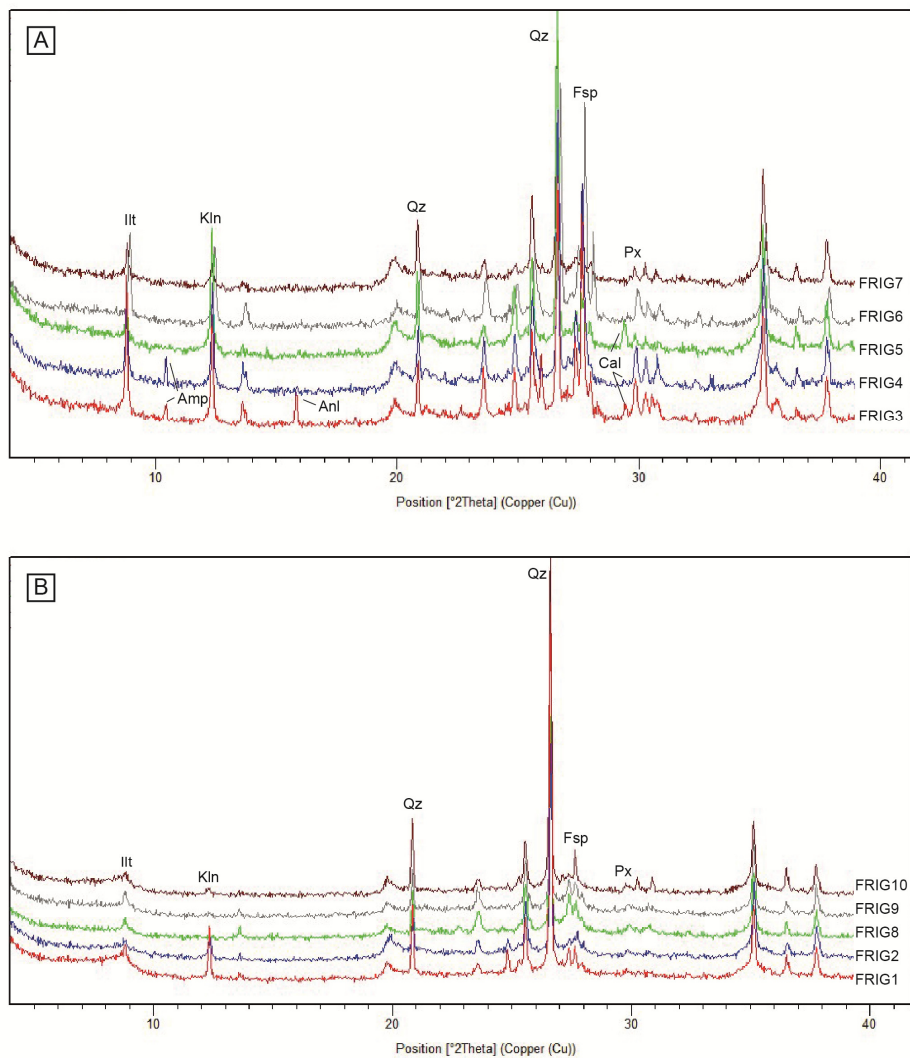 A
Qz
Fsp
Ilt
Kln
Qz
Px
FRIG7
FRIG6
FRIG5
Cal
FRIG4
Amp
Anl
FRIG3
10
20
30
40
Position [°2Theta] (Copper (Cu))
B
Qz
Qz
Fsp
Ilt
Kln
Px
FRIG10
FRIG9
FRIG8
FRIG2
FRIG1
10
20
30
40
Position [°2Theta] (Copper (Cu))